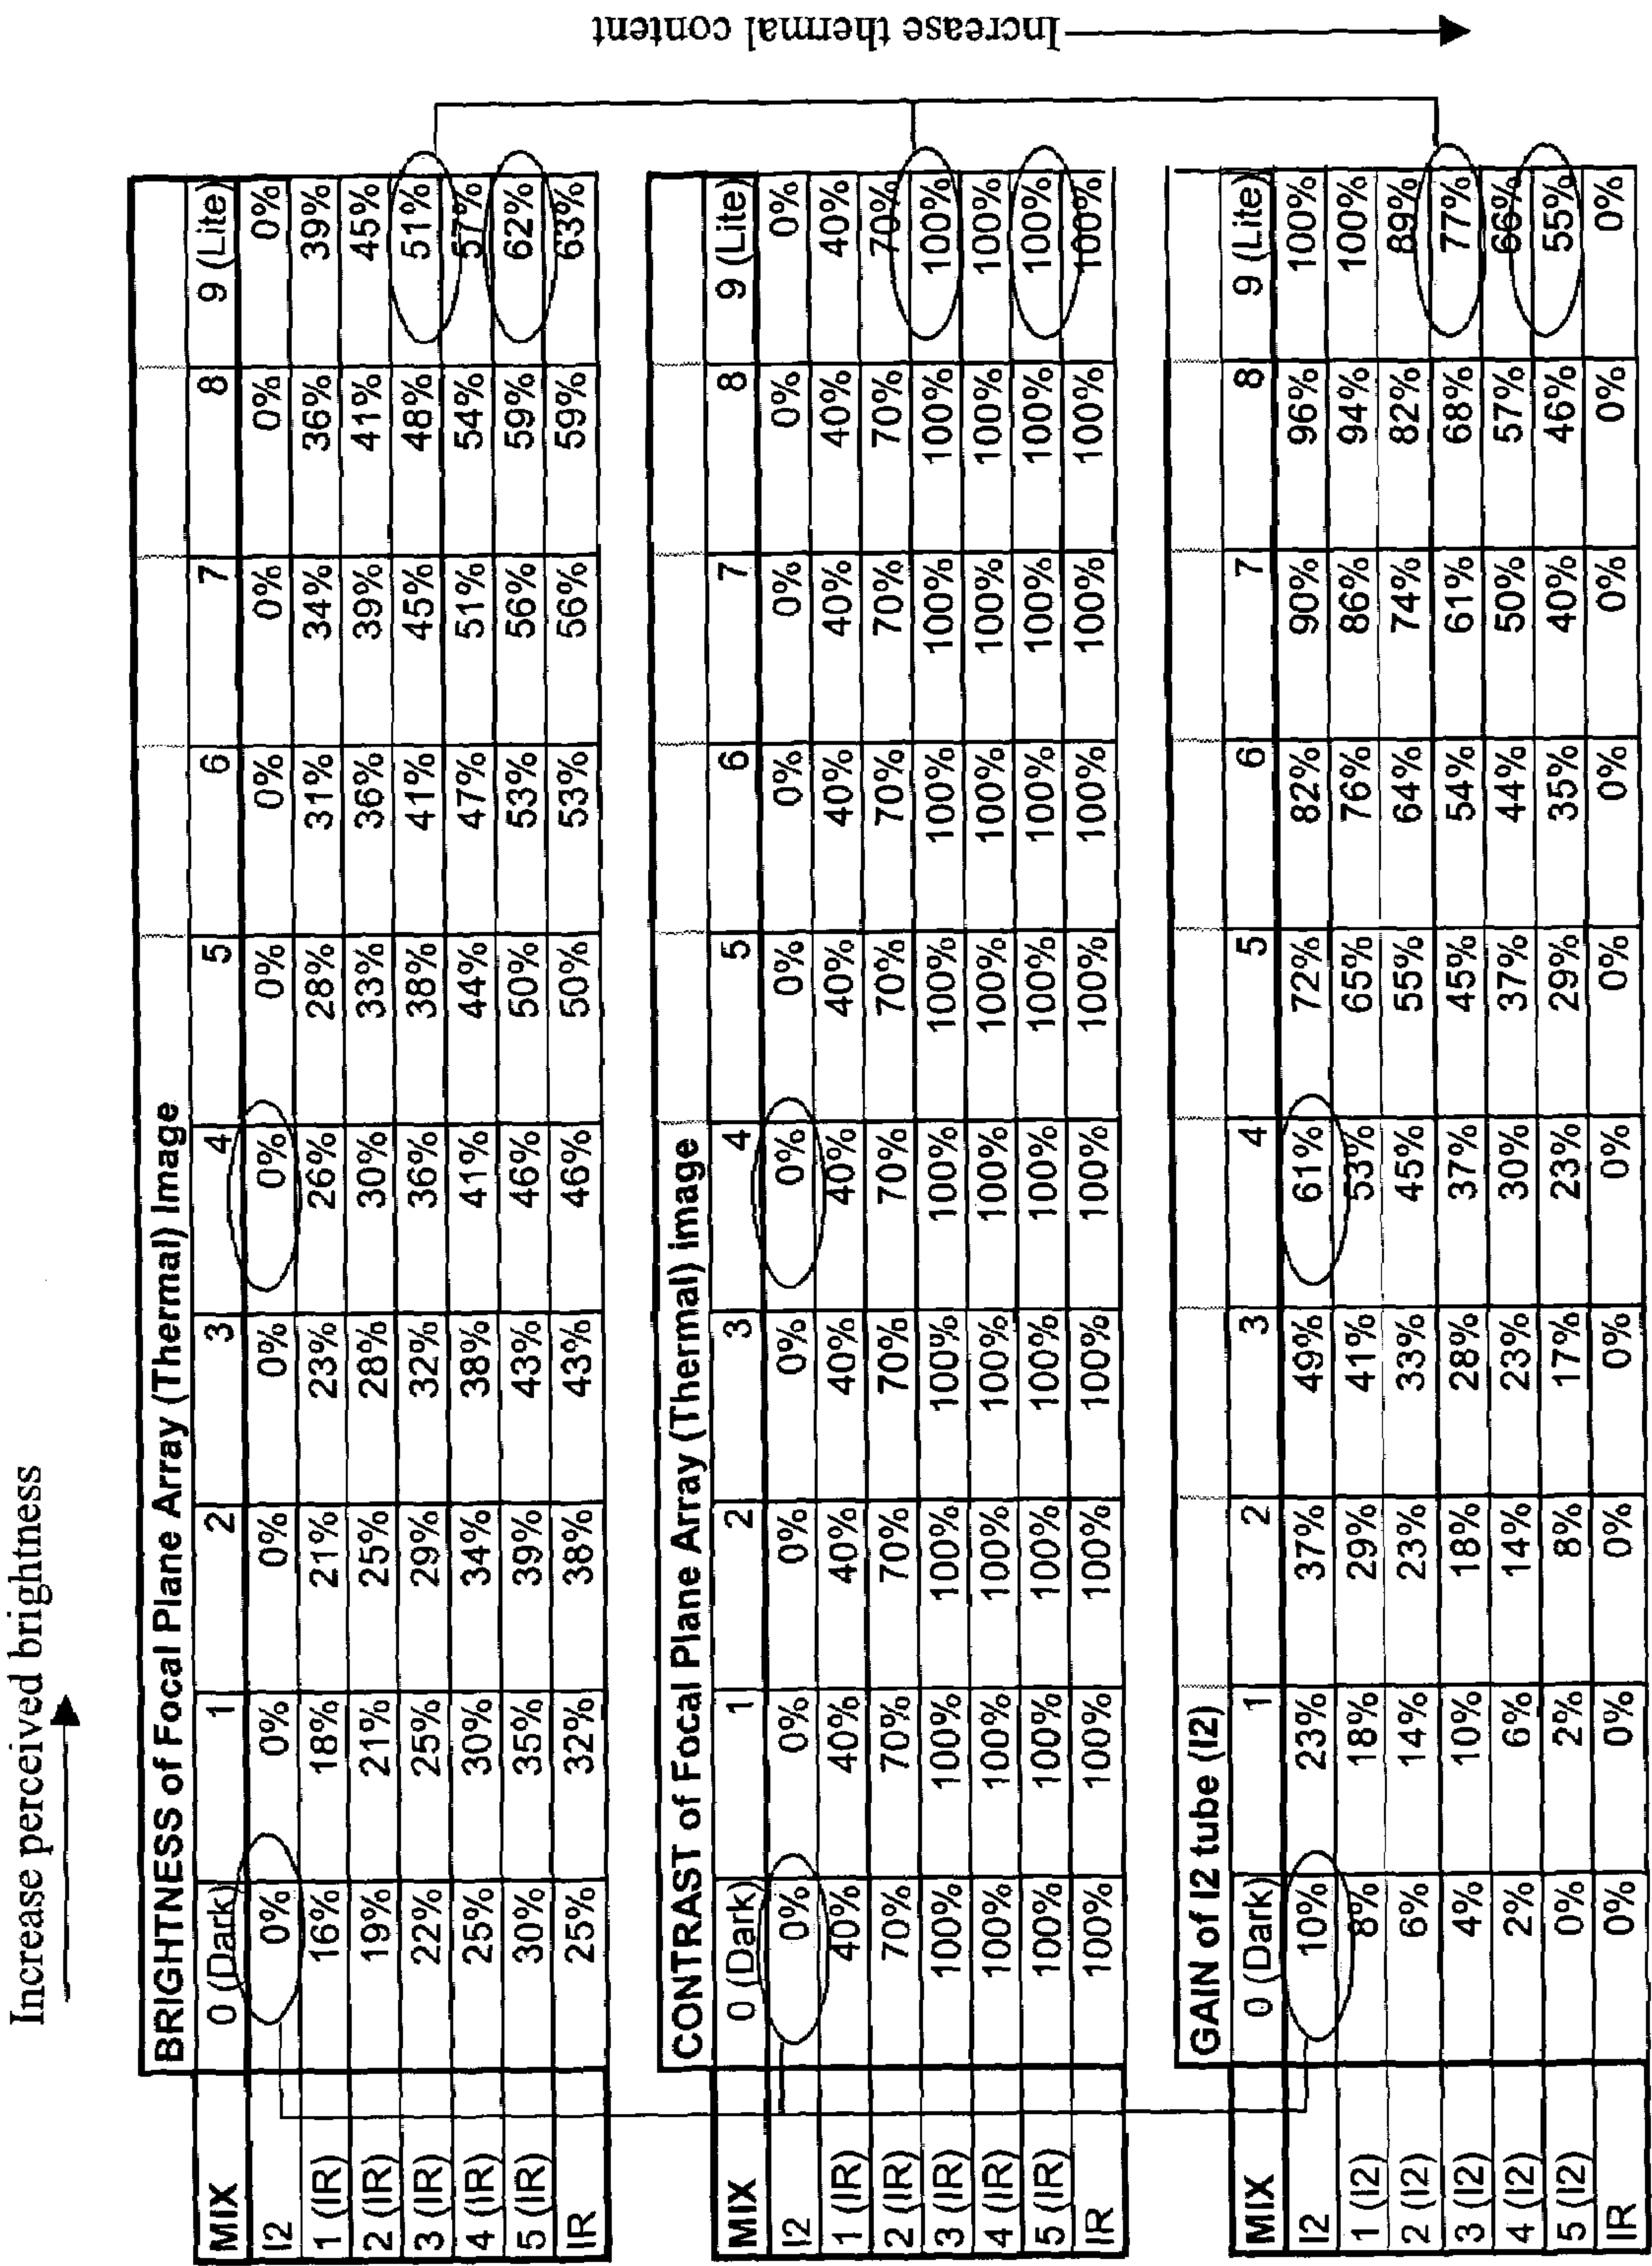 Increase perceived brightness
BRIGHTNESS of Focal Plane Array (Thermal) Image
MIX 0 (Dark) 1 2 3 4 5 6 7 8 9 (Lite)
I2 0% 0% 0% 0% 0% 0% 0% 0% 0% 0%
1 (IR) 16% 18% 21% 23% 26% 28% 31% 34% 36% 39%
2 (IR) 19% 21% 25% 28% 30% 33% 36% 39% 41% 45%
3 (IR) 22% 25% 29% 32% 36% 38% 41% 45% 48% 51%
4 (IR) 25% 30% 34% 38% 41% 44% 47% 51% 54% 57%
5 (IR) 30% 35% 39% 43% 46% 50% 53% 56% 59% 62%
IR 25% 32% 38% 43% 46% 50% 53% 56% 59% 63%
CONTRAST of Focal Plane Array (Thermal) image
MIX 0 (Dark) 1 2 3 4 5 6 7 8 9 (Lite)
I2 0% 0% 0% 0% 0% 0% 0% 0% 0% 0%
1 (IR) 40% 40% 40% 40% 40% 40% 40% 40% 40% 40%
2 (IR) 70% 70% 70% 70% 70% 70% 70% 70% 70% 70%
3 (IR) 100% 100% 100% 100% 100% 100% 100% 100% 100% 100%
4 (IR) 100% 100% 100% 100% 100% 100% 100% 100% 100% 100%
5 (IR) 100% 100% 100% 100% 100% 100% 100% 100% 100% 100%
IR 100% 100% 100% 100% 100% 100% 100% 100% 100% 100%
GAIN of I2 tube (I2)
MIX 0 (Dark) 1 2 3 4 5 6 7 8 9 (Lite)
I2 10% 23% 37% 49% 61% 72% 82% 90% 96% 100%
1 (I2) 8% 18% 29% 41% 53% 65% 76% 86% 94% 100%
2 (I2) 6% 14% 23% 33% 45% 55% 64% 74% 82% 89%
3 (I2) 4% 10% 18% 28% 37% 45% 54% 61% 68% 77%
4 (I2) 2% 6% 14% 23% 30% 37% 44% 50% 57% 66%
5 (I2) 0% 2% 8% 17% 23% 29% 35% 40% 46% 55%
IR 0% 0% 0% 0% 0% 0% 0% 0% 0% 0%
Increase thermal content